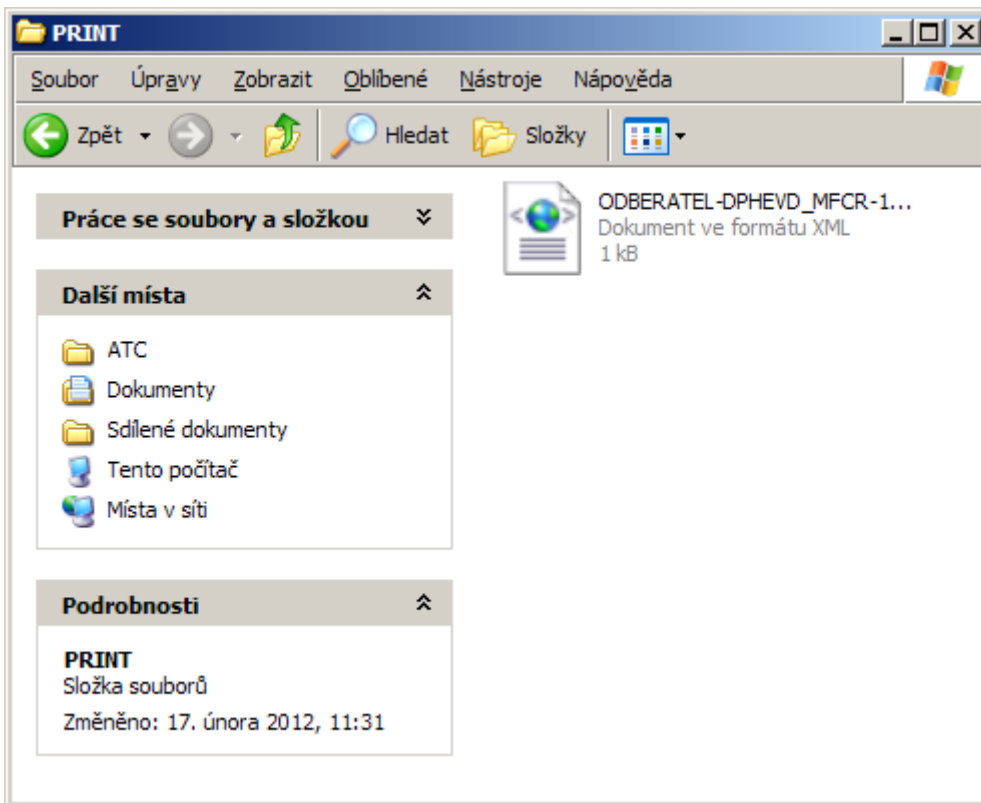 PRINT
Soubor Úpravy Zobrazit Oblíbené Nástroje Nápověda
Zpět Hledat Složky
Práce se soubory a složkou
Další místa
ATC
Dokumenty
Sdílené dokumenty
Tento počítač
Místa v síti
Podrobnosti
PRINT
Složka souborů
Změněno: 17. února 2012, 11:31
ODBERATEL-DPHEVD_MFCR-1...
Dokument ve formátu XML
1 kB